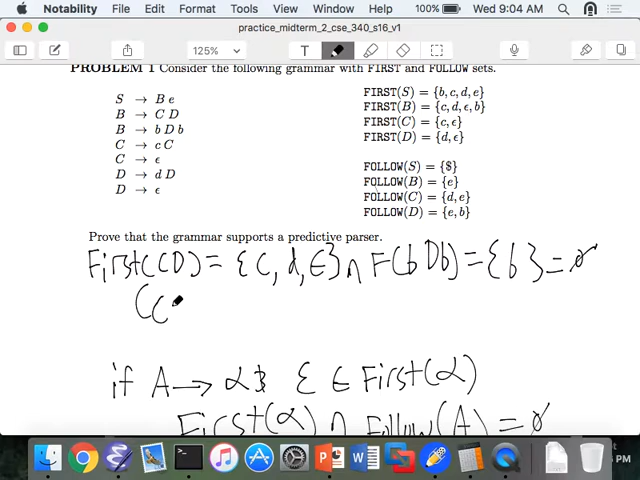 Notability File Edit Tools View Window Help 100% Wed 9:04 AM
practice_midterm_2_cse_340_s16_v1
125% T
PROBLEM 1 Consider the following grammar with FIRST and FOLLOW sets.
S → B e
B → C D
B → b D b
C → c C
C → ϵ
D → d D
D → ϵ
FIRST(S) = {b, c, d, e}
FIRST(B) = {c, d, ϵ, b}
FIRST(C) = {c, ϵ}
FIRST(D) = {d, ϵ}
FOLLOW(S) = {$}
FOLLOW(B) = {e}
FOLLOW(C) = {d, e}
FOLLOW(D) = {e, b}
Prove that the grammar supports a predictive parser.
First(CD) = {c, d, ϵ} ∩ F(bDb) = {b} = ∅
(c
if A → α & ϵ ∈ First(α)
First(α) ∩ Follow(A) = ∅